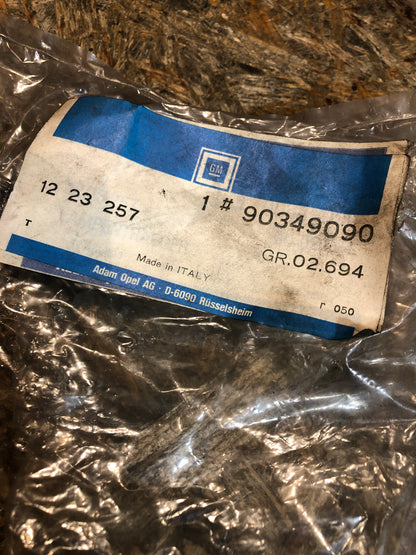 GM
12 23 257 1 # 90349090
T GR.02.694
Made in ITALY
r 050
Adam Opel AG · D-6090 Rüsselsheim